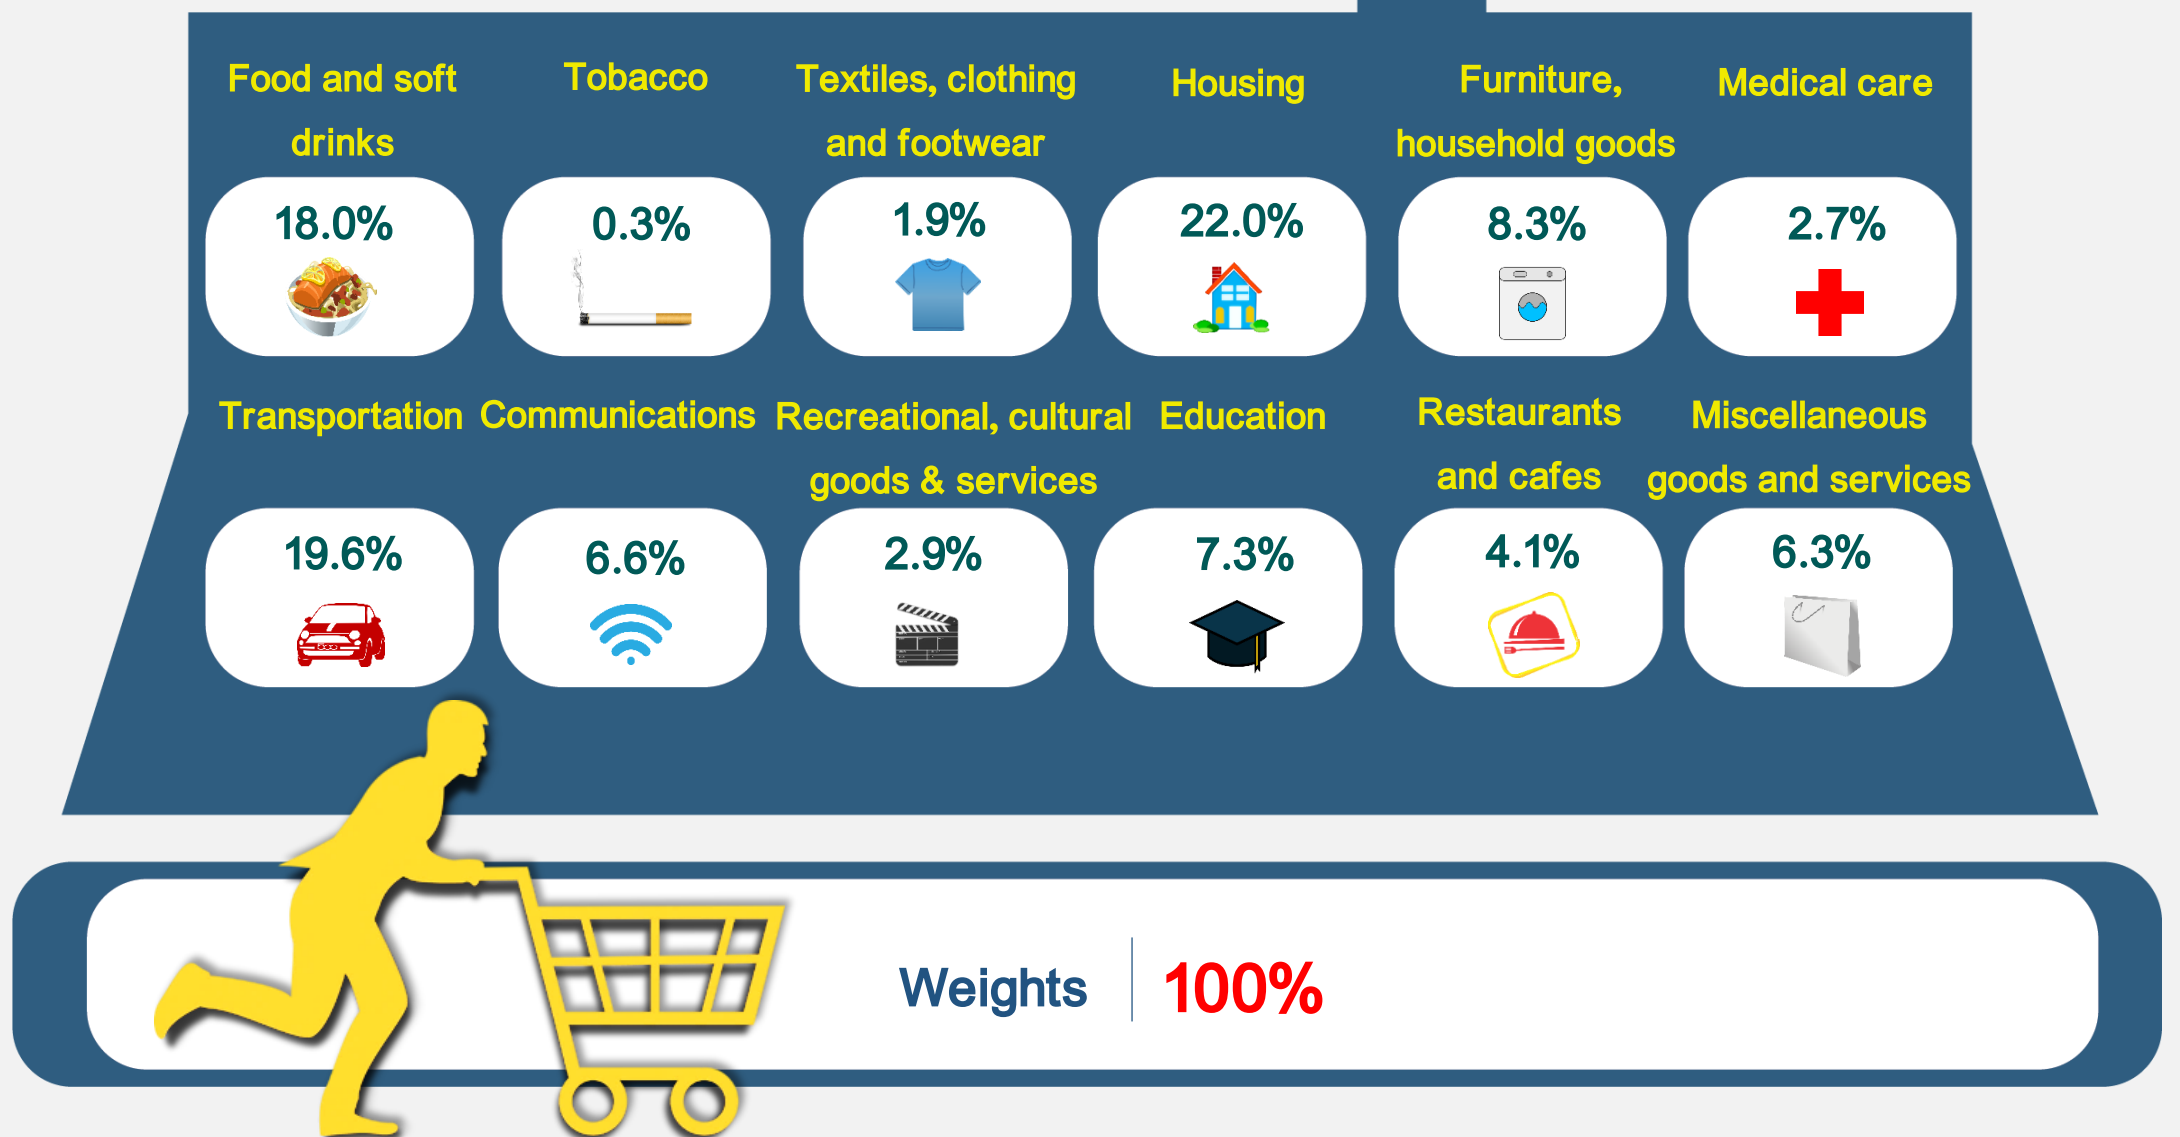 Food and soft
drinks
Tobacco
Textiles, clothing
and footwear
Housing
Furniture,
household goods
Medical care
18.0%
0.3%
1.9%
22.0%
8.3%
2.7%
Transportation
Communications
Recreational, cultural
goods & services
Education
Restaurants
and cafes
Miscellaneous
goods and services
19.6%
6.6%
2.9%
7.3%
4.1%
6.3%
Weights
100%